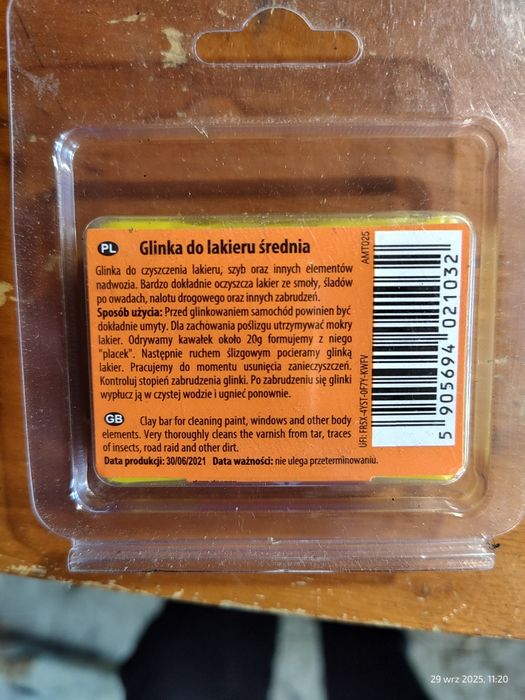 PL Glinka do lakieru średnia
Glinka do czyszczenia lakieru, szyb oraz innych elementów
nadwozia. Bardzo dokładnie oczyszcza lakier ze smoły, śladów
po owadach, nalotu drogowego oraz innych zabrudzeń.
Sposób użycia: Przed glinkowaniem samochód powinien być
dokładnie umyty. Dla zachowania poślizgu utrzymywać mokry
lakier. Odrywamy kawałek około 20g formujemy z niego
"placek". Następnie ruchem ślizgowym pocieramy glinką
lakier. Pracujemy do momentu usunięcia zanieczyszczeń.
Kontroluj stopień zabrudzenia glinki. Po zabrudzeniu się glinki
wypłucz ją w czystej wodzie i ugnieć ponownie.
GB Clay bar for cleaning paint, windows and other body
elements. Very thoroughly cleans the varnish from tar, traces
of insects, road raid and other dirt.
Data produkcji: 30/06/2021 Data ważności: nie ulega przeterminowaniu.
UFI: FR5X-4YST-0F7Y-KWFV
AMT025
5 905694 021032
29 wrz 2025, 11:20